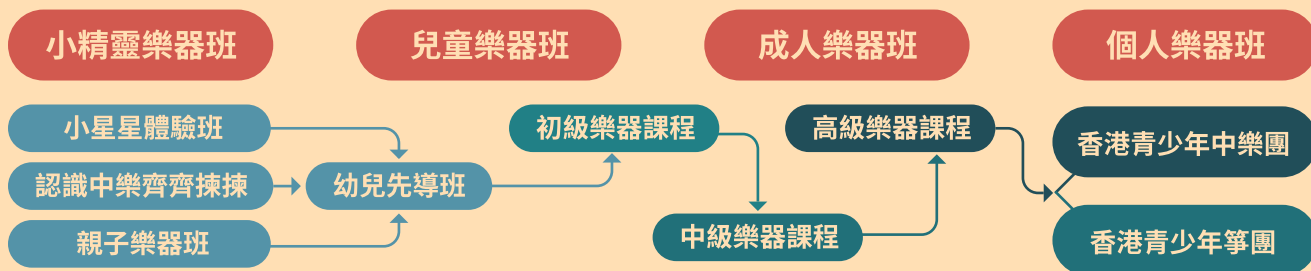 小精靈樂器班
兒童樂器班
成人樂器班
個人樂器班
小星星體驗班
認識中樂齊齊揀揀
親子樂器班
幼兒先導班
初級樂器課程
中級樂器課程
高級樂器課程
香港青少年中樂團
香港青少年箏團